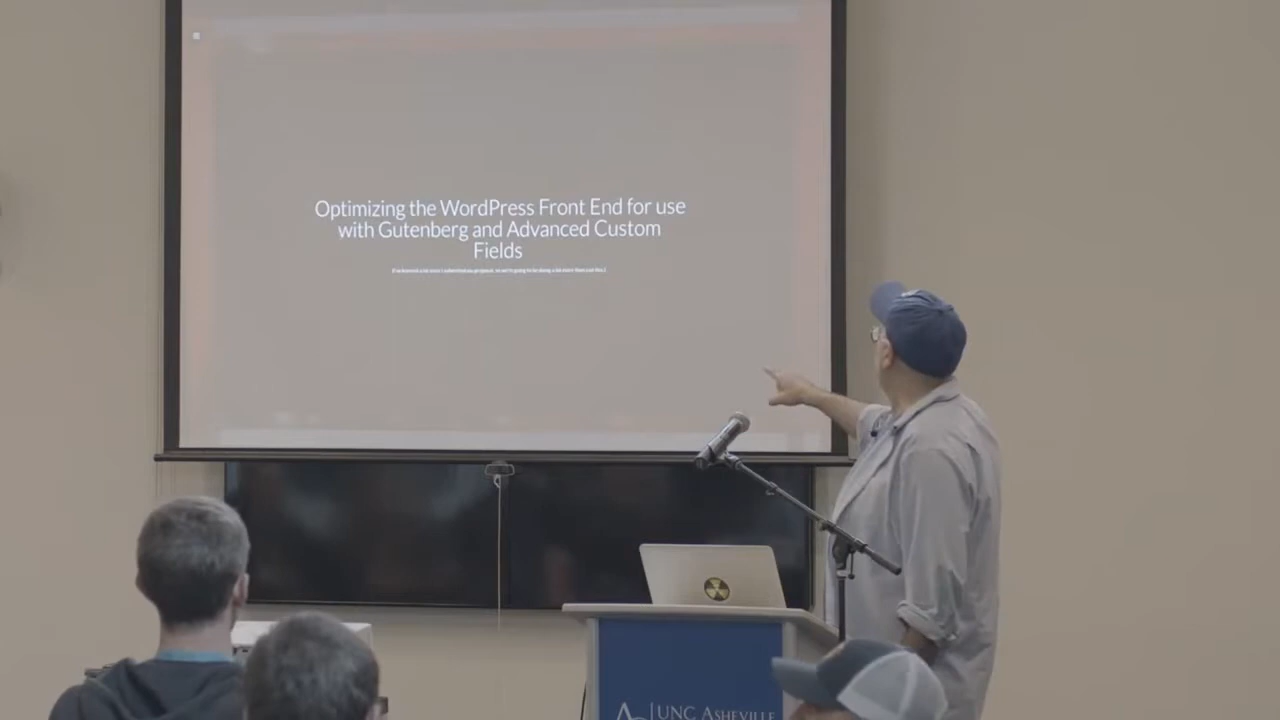 Optimizing the WordPress Front End for use
with Gutenberg and Advanced Custom
Fields
UNC ASHEVILLE